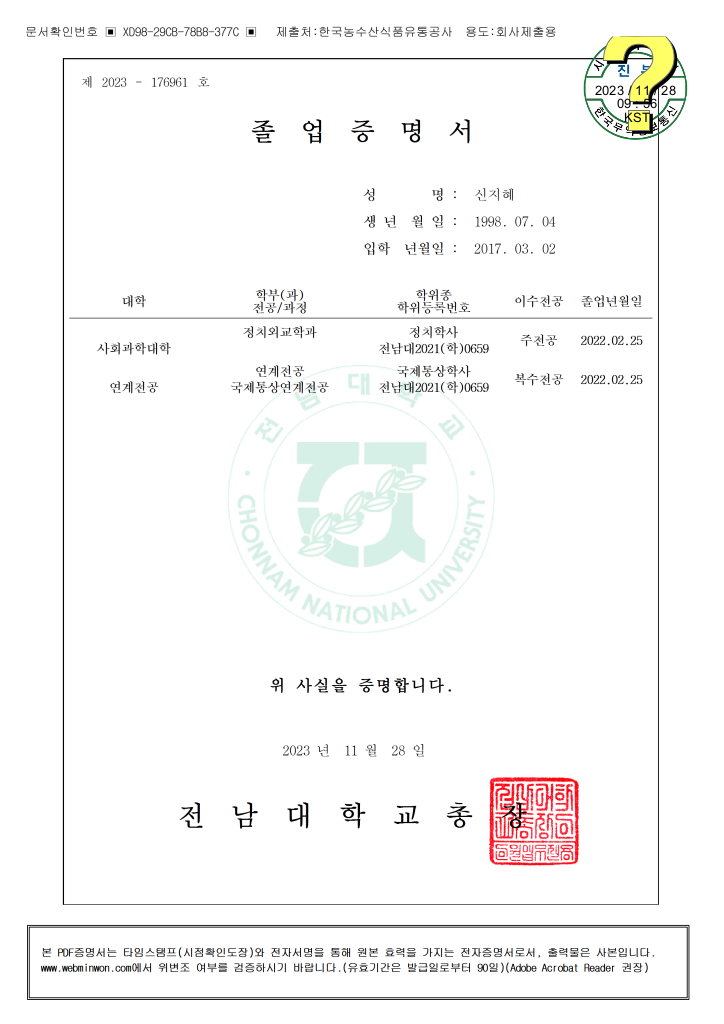 문서확인번호 ▣ XD98-29CB-78B8-377C ▣ 제출처:한국농수산식품유통공사 용도:회사제출용
2023 / 11 / 28
09 : 56
KST
제 2023 - 176961 호
졸 업 증 명 서
성 명 : 신지혜
생 년 월 일 : 1998. 07. 04
입학 년월일 : 2017. 03. 02
대학 학부(과) 전공/과정 학위종 학위등록번호 이수전공 졸업년월일
정치외교학과 정치학사
사회과학대학 전남대2021(학)0659 주전공 2022.02.25
연계전공 국제통상학사
연계전공 국제통상연계전공 전남대2021(학)0659 복수전공 2022.02.25
전 남 대 학 교
CHONNAM NATIONAL UNIVERSITY
위 사실을 증명합니다.
2023 년 11 월 28 일
전 남 대 학 교 총 장
본 PDF증명서는 타임스탬프(시점확인도장)와 전자서명을 통해 원본 효력을 가지는 전자증명서로서, 출력물은 사본입니다.
www.webminwon.com에서 위변조 여부를 검증하시기 바랍니다.(유효기간은 발급일로부터 90일)(Adobe Acrobat Reader 권장)